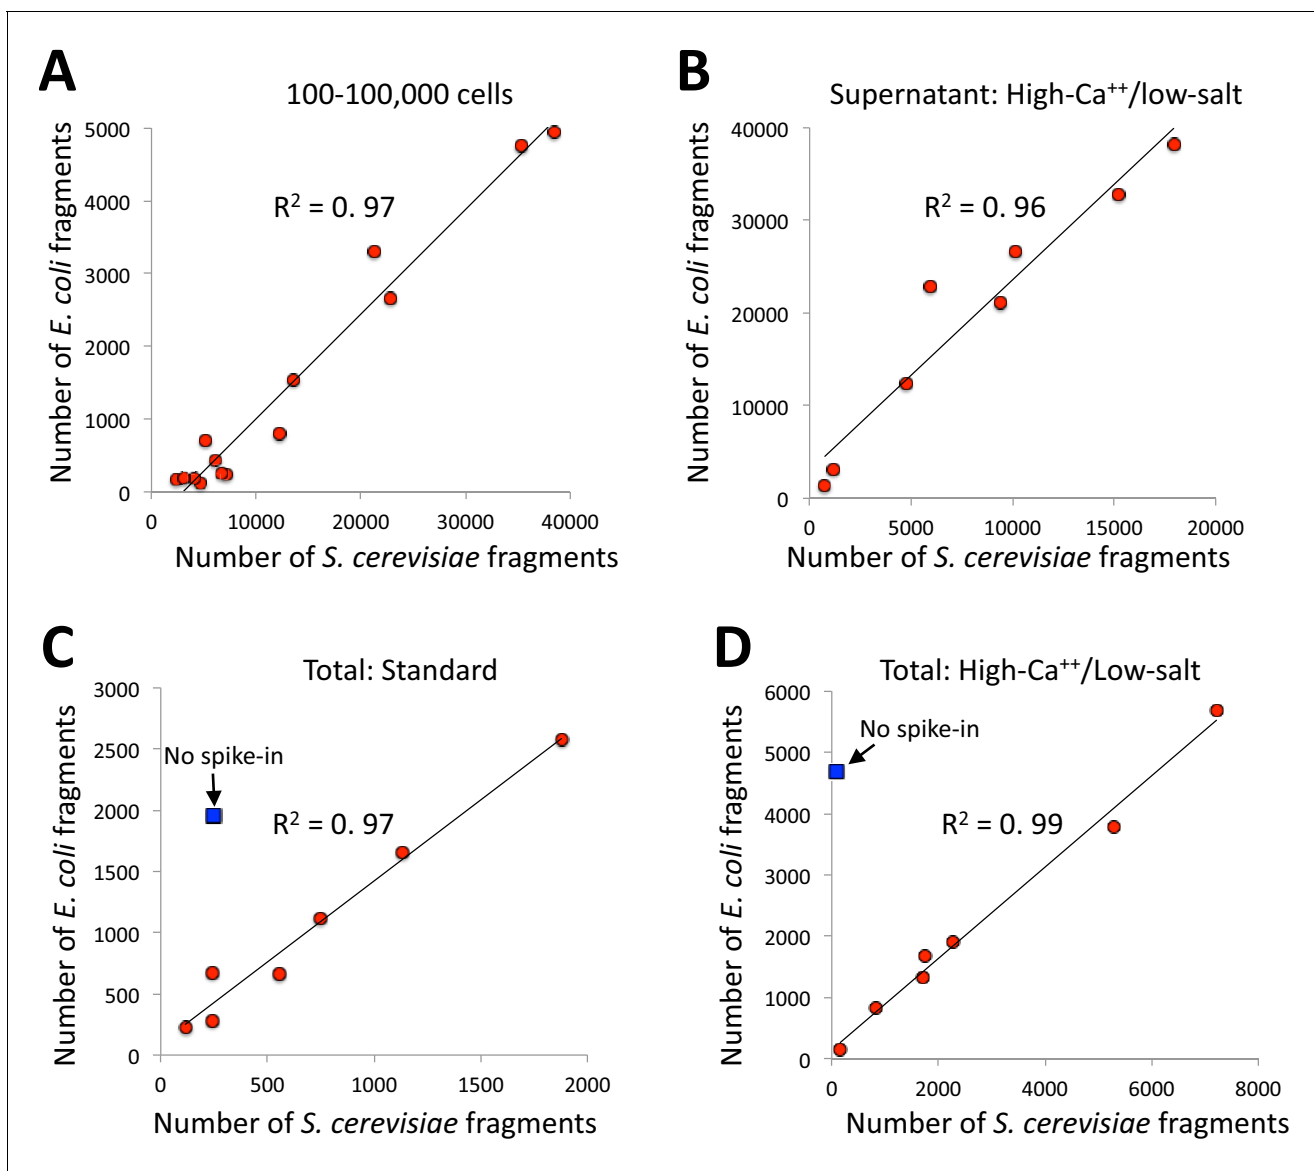 A
100-100,000 cells
Number of E. coli fragments
5000
4000
3000
2000
1000
0
R² = 0. 97
0 10000 20000 30000 40000
Number of S. cerevisiae fragments
B
Supernatant: High-Ca⁺⁺/low-salt
Number of E. coli fragments
40000
30000
20000
10000
0
R² = 0. 96
0 5000 10000 15000 20000
Number of S. cerevisiae fragments
C
Total: Standard
Number of E. coli fragments
3000
2500
2000
1500
1000
500
0
No spike-in
R² = 0. 97
0 500 1000 1500 2000
Number of S. cerevisiae fragments
D
Total: High-Ca⁺⁺/Low-salt
Number of E. coli fragments
6000
5000
4000
3000
2000
1000
0
No spike-in
R² = 0. 99
0 2000 4000 6000 8000
Number of S. cerevisiae fragments